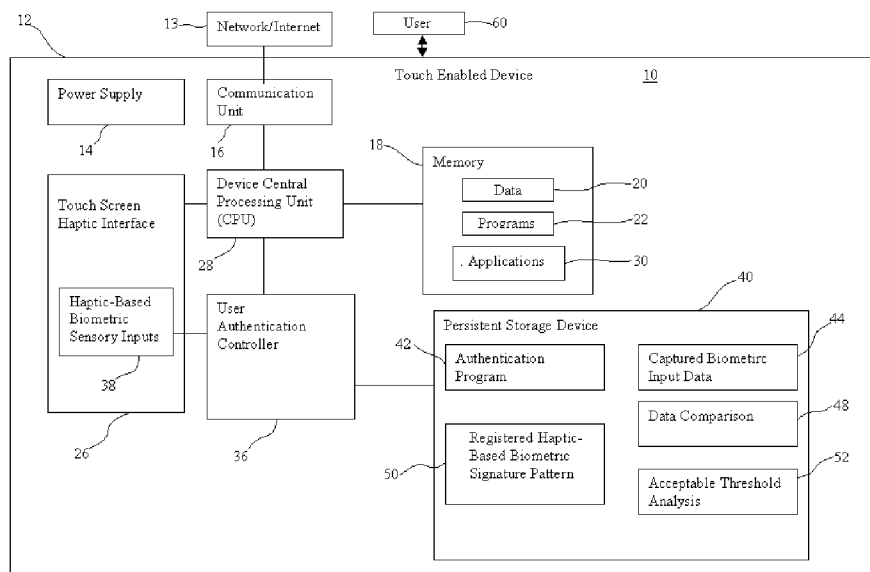 13
Network/Internet
User
60
12
Touch Enabled Device
10
Power Supply
14
Communication
Unit
16
18
Memory
Data
20
Programs
22
. Applications
30
Touch Screen
Haptic Interface
Device Central
Processing Unit
(CPU)
28
Haptic-Based
Biometric
Sensory Inputs
38
26
User
Authentication
Controller
36
40
Persistent Storage Device
42
Authentication
Program
Captured Biometirc
Input Data
44
Data Comparison
48
50
Registered Haptic-
Based Biometric
Signature Pattern
Acceptable Threshold
Analysis
52